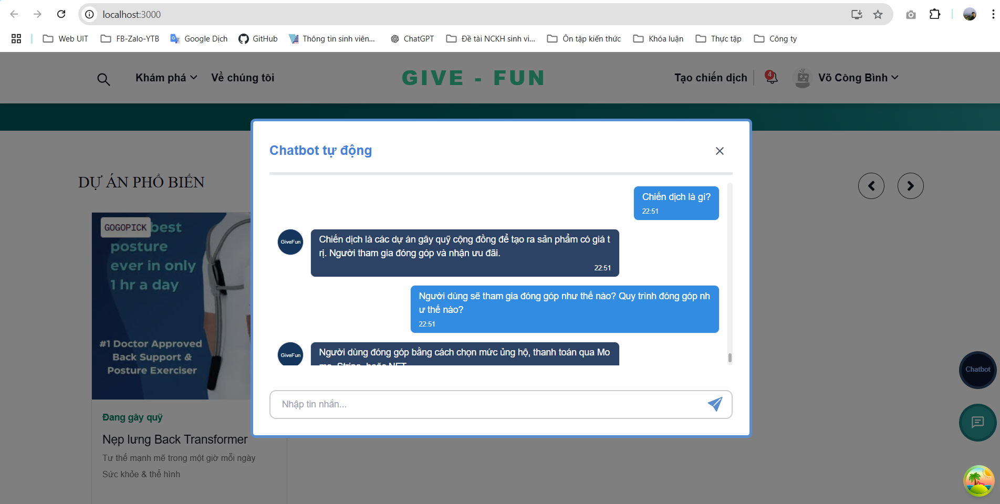 localhost:3000
Web UIT
FB-Zalo-YTB
Google Dịch
GitHub
Thông tin sinh viên...
ChatGPT
Đề tài NCKH sinh vi...
Ôn tập kiến thức
Khóa luận
Thực tập
Công ty
Khám phá
Về chúng tôi
GIVE - FUN
Tạo chiến dịch
4
Võ Công Bình
Chatbot tự động
DỰ ÁN PHỔ BIẾN
Chiến dịch là gì?
22:51
GiveFun
Chiến dịch là các dự án gây quỹ cộng đồng để tạo ra sản phẩm có giá t
rị. Người tham gia đóng góp và nhận ưu đãi.
22:51
Người dùng sẽ tham gia đóng góp như thế nào? Quy trình đóng góp nh
ư thế nào?
22:51
GiveFun
Người dùng đóng góp bằng cách chọn mức ủng hộ, thanh toán qua Mo
mo, Stripe, hoặc NFT
Nhập tin nhắn...
GOGOPICK
best
posture
ever in only
1 hr a day
#1 Doctor Approved
Back Support &
Posture Exerciser
Đang gây quỹ
Nẹp lưng Back Transformer
Tư thế mạnh mẽ trong một giờ mỗi ngày
Sức khỏe & thể hình
Chatbot